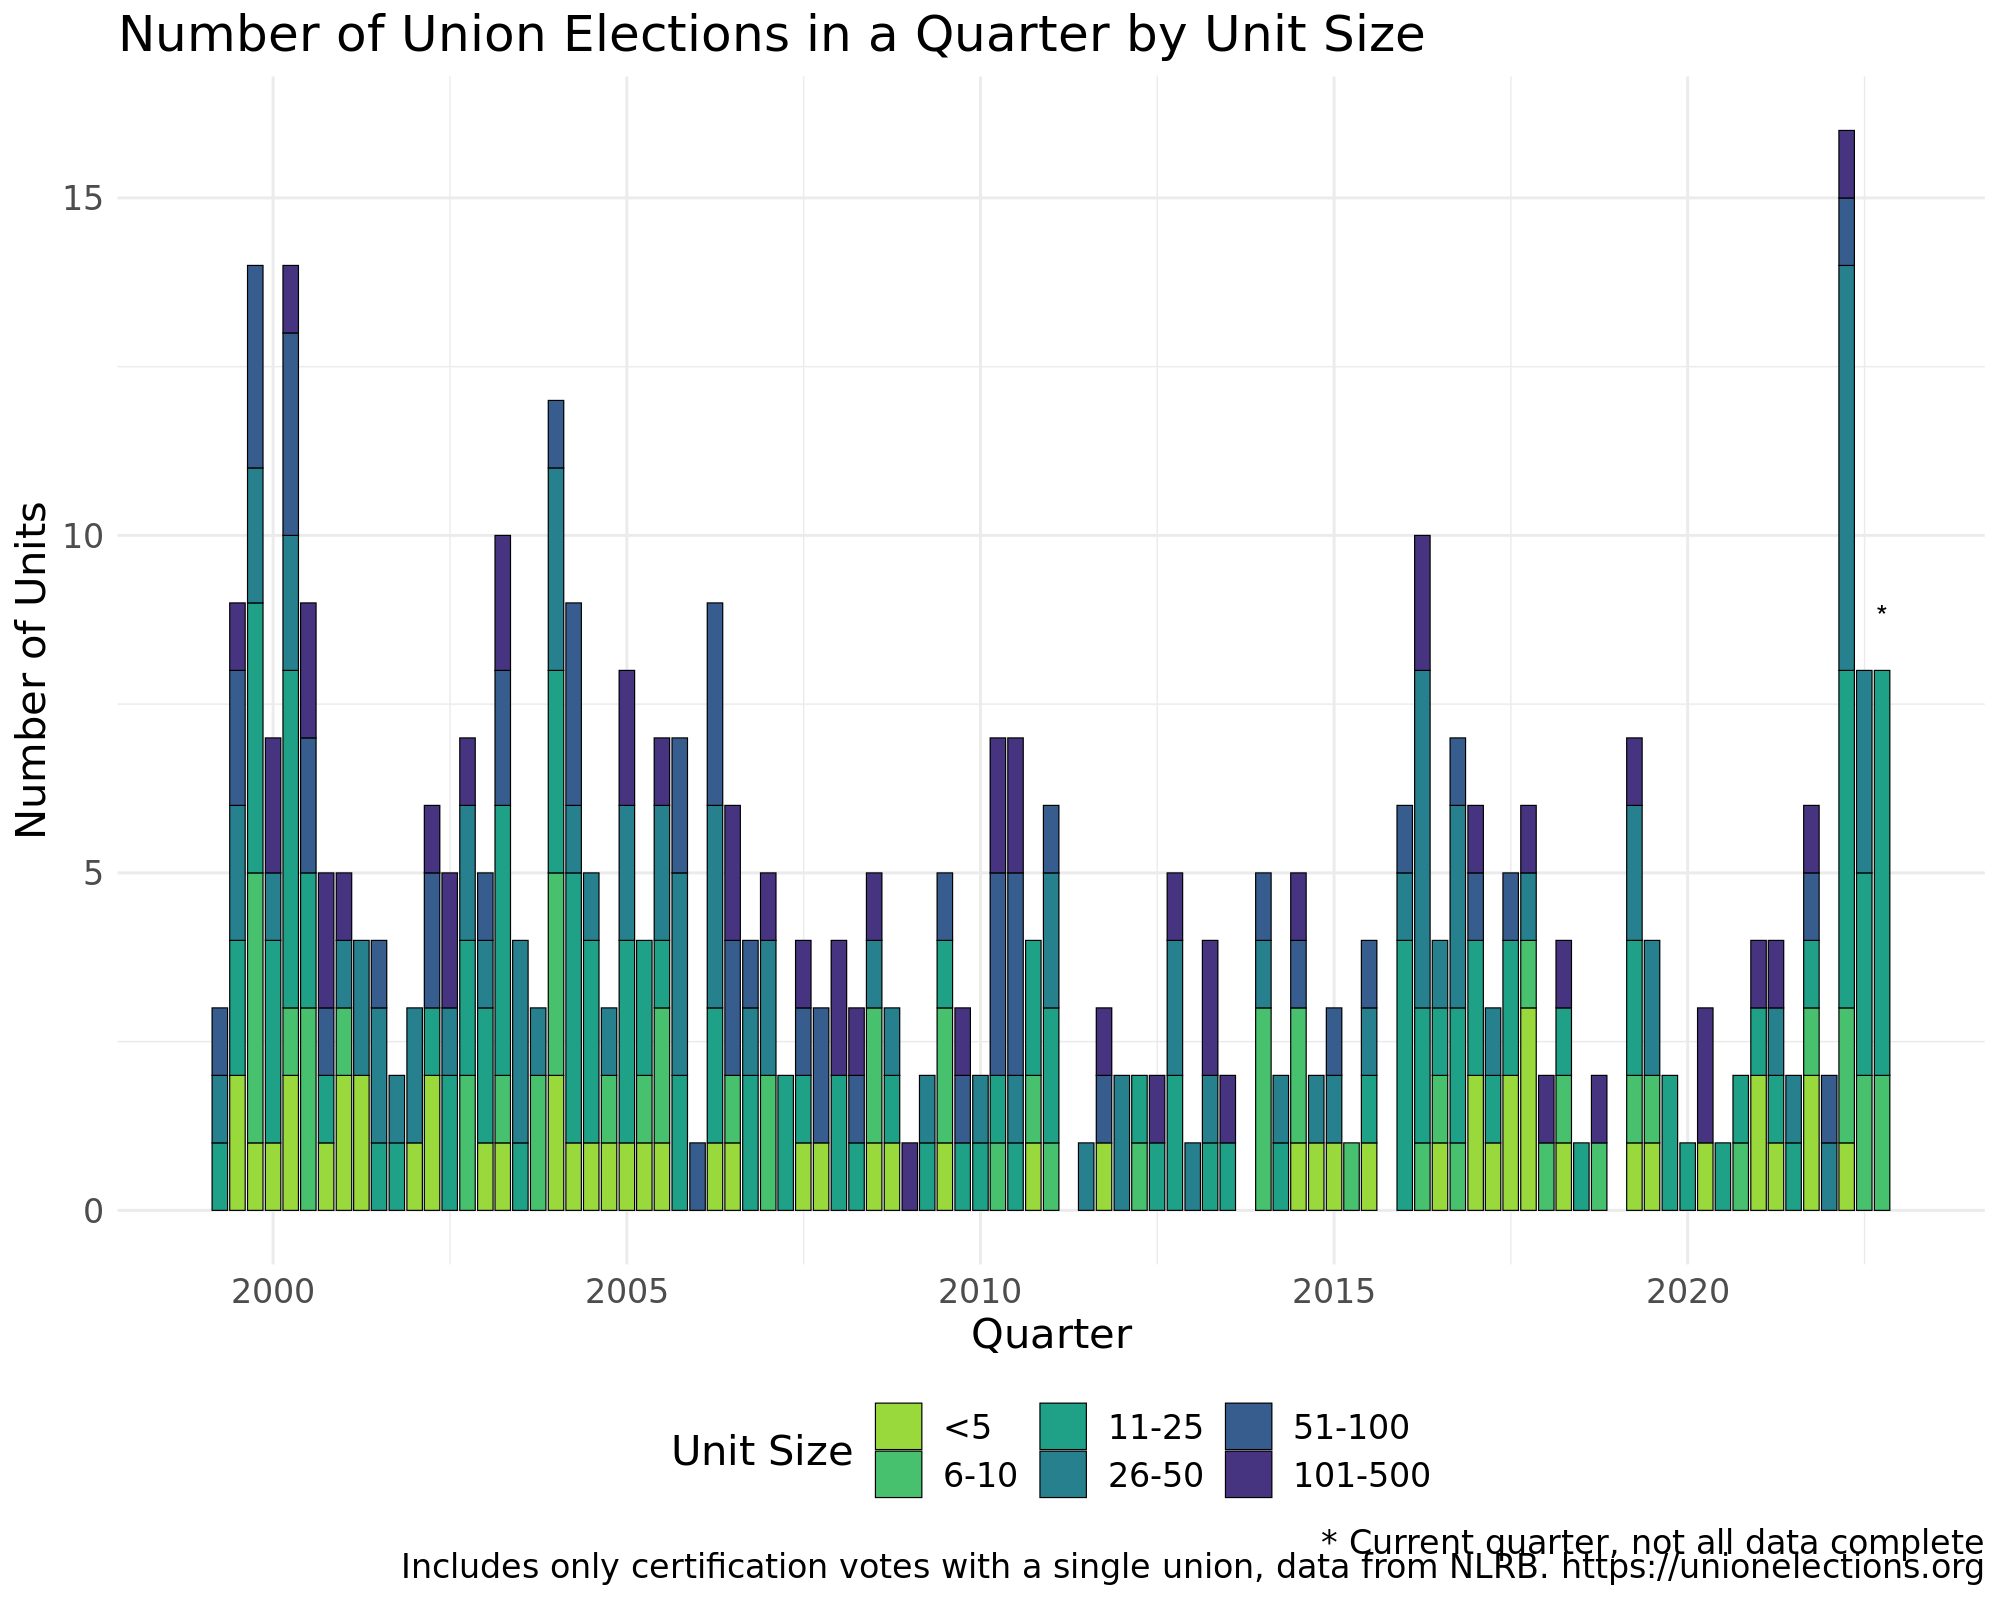 Number of Union Elections in a Quarter by Unit Size
Number of Units
15
10
5
0
*
2000 2005 2010 2015 2020
Quarter
Unit Size
<5 11-25 51-100
6-10 26-50 101-500
* Current quarter, not all data complete
Includes only certification votes with a single union, data from NLRB. https://unionelections.org